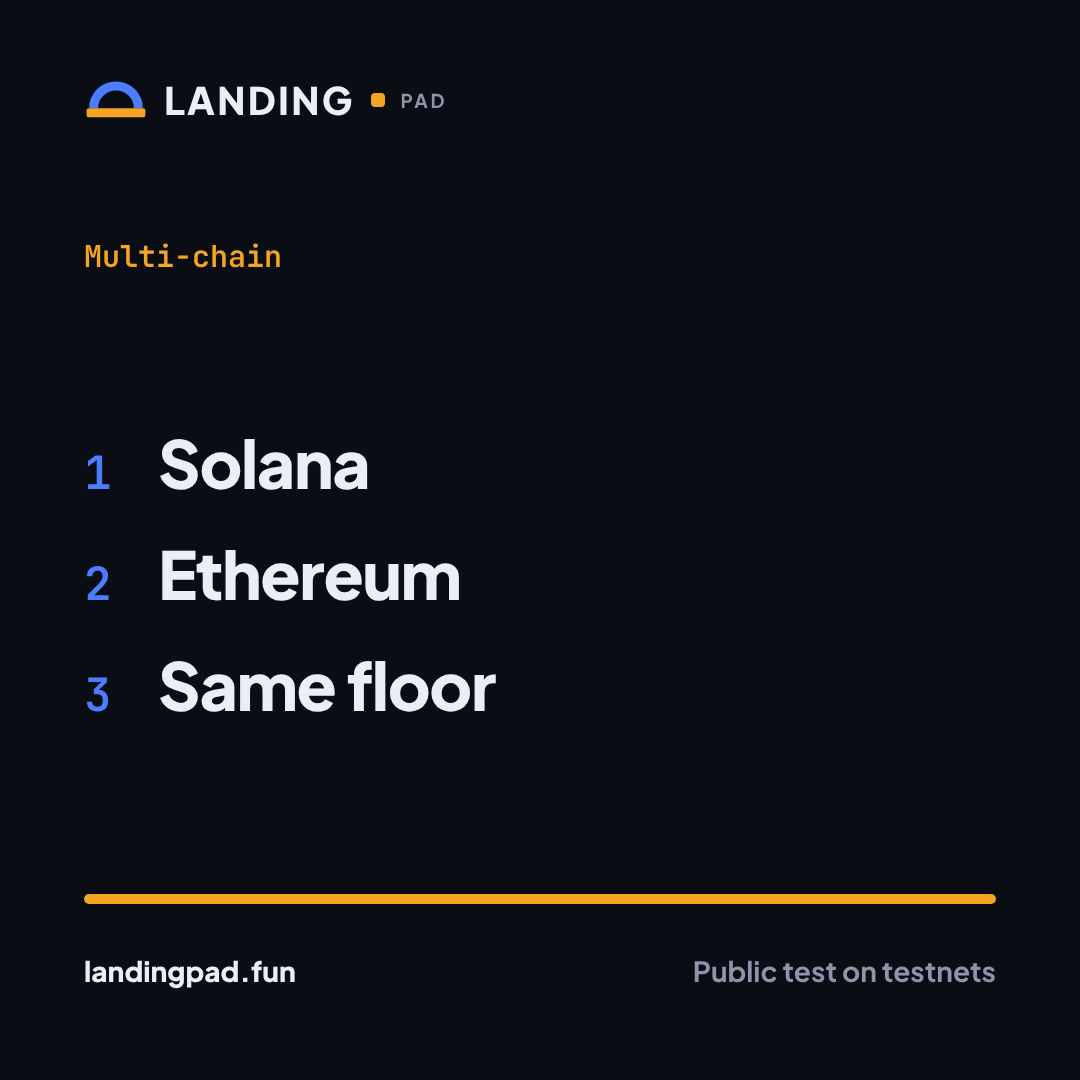 LANDING PAD
Multi-chain
1 Solana
2 Ethereum
3 Same floor
landingpad.fun Public test on testnets